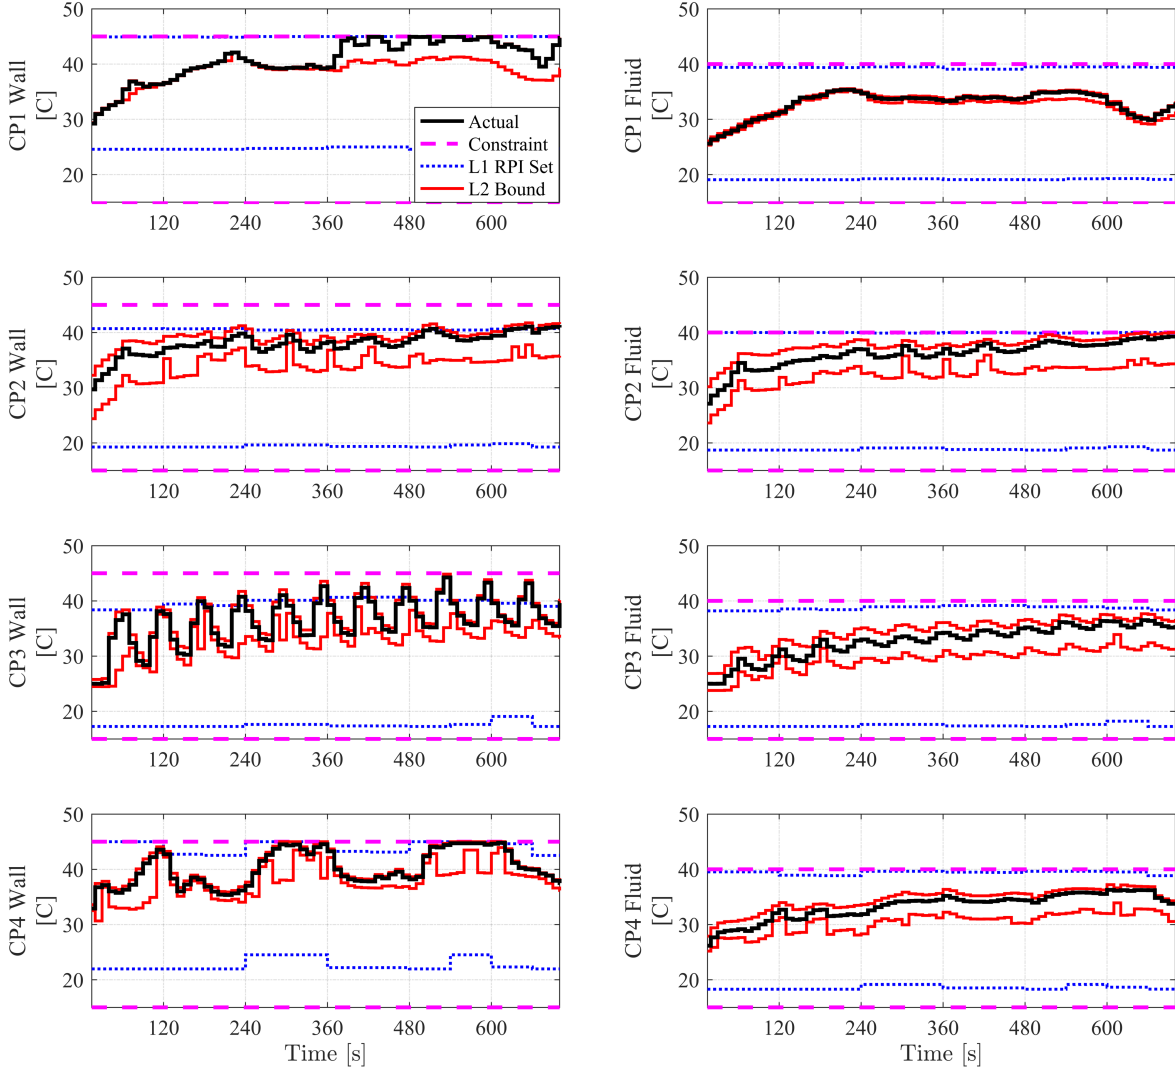 50
40
30
20
CP1 Wall
[C]
Actual
Constraint
L1 RPI Set
L2 Bound
120 240 360 480 600
50
40
30
20
CP1 Fluid
[C]
120 240 360 480 600
50
40
30
20
CP2 Wall
[C]
120 240 360 480 600
50
40
30
20
CP2 Fluid
[C]
120 240 360 480 600
50
40
30
20
CP3 Wall
[C]
120 240 360 480 600
50
40
30
20
CP3 Fluid
[C]
120 240 360 480 600
50
40
30
20
CP4 Wall
[C]
120 240 360 480 600
Time [s]
50
40
30
20
CP4 Fluid
[C]
120 240 360 480 600
Time [s]